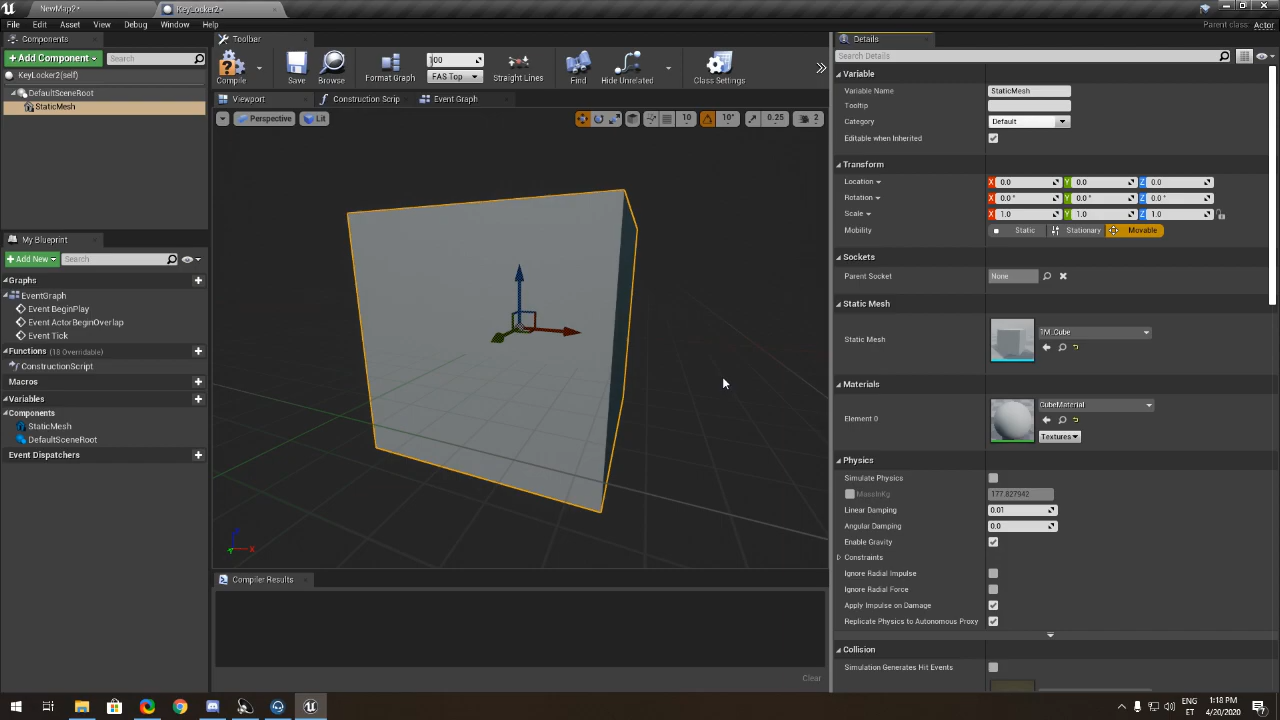 NewMap2•
KeyLocker2•
File Edit Asset View Debug Window Help
Parent class: Actor
Components
Toolbar
Details
+ Add Component
Search
KeyLocker2(self)
DefaultSceneRoot
StaticMesh
Compile
Save
Browse
Format Graph
FAS Top
Straight Lines
Find
Hide Unrelated
Class Settings
Viewport
Construction Scrip
Event Graph
Perspective
Lit
10
10°
0.25
2
X
Search Details
Variable
Variable Name
StaticMesh
Tooltip
Category
Default
Editable when Inherited
Transform
Location
X 0.0 Y 0.0 Z 0.0
Rotation
X 0.0 ° Y 0.0 ° Z 0.0 °
Scale
X 1.0 Y 1.0 Z 1.0
Mobility
Static Stationary Movable
Sockets
Parent Socket
None
Static Mesh
Static Mesh
1M_Cube
Materials
Element 0
CubeMaterial
Textures
Physics
Simulate Physics
MassInKg
177.827942
Linear Damping
0.01
Angular Damping
0.0
Enable Gravity
Constraints
Ignore Radial Impulse
Ignore Radial Force
Apply Impulse on Damage
Replicate Physics to Autonomous Proxy
Collision
Simulation Generates Hit Events
My Blueprint
+ Add New
Search
Graphs
EventGraph
Event BeginPlay
Event ActorBeginOverlap
Event Tick
Functions (18 Overridable)
ConstructionScript
Macros
Variables
Components
StaticMesh
DefaultSceneRoot
Event Dispatchers
Compiler Results
Clear
ENG
ET
1:18 PM
4/20/2020